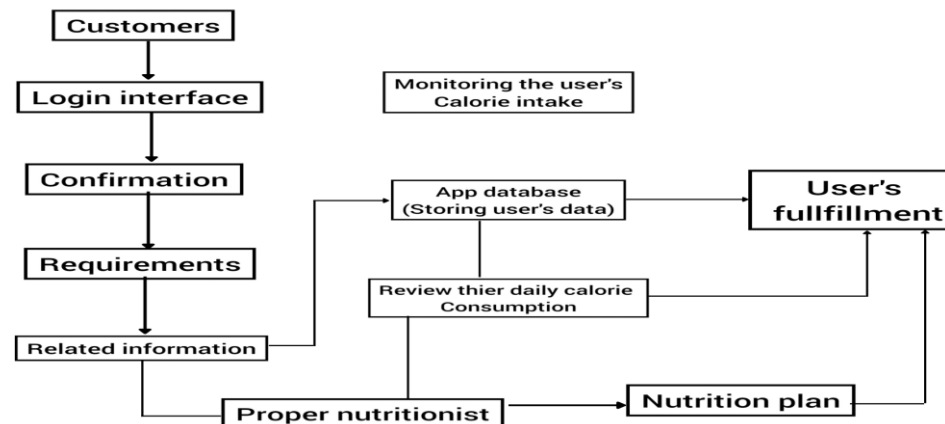 Customers
Login interface
Confirmation
Requirements
Related information
Monitoring the user's
Calorie intake
App database
(Storing user's data)
Review thier daily calorie
Consumption
Proper nutritionist
Nutrition plan
User's
fullfillment